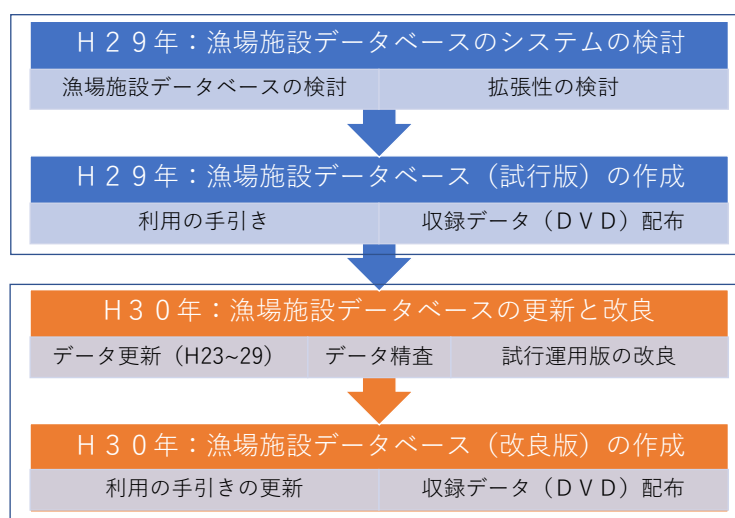 H29年：漁場施設データベースのシステムの検討
漁場施設データベースの検討 拡張性の検討
H29年：漁場施設データベース（試行版）の作成
利用の手引き 収録データ（ＤＶＤ）配布
H30年：漁場施設データベースの更新と改良
データ更新（H23~29） データ精査 試行運用版の改良
H30年：漁場施設データベース（改良版）の作成
利用の手引きの更新 収録データ（ＤＶＤ）配布